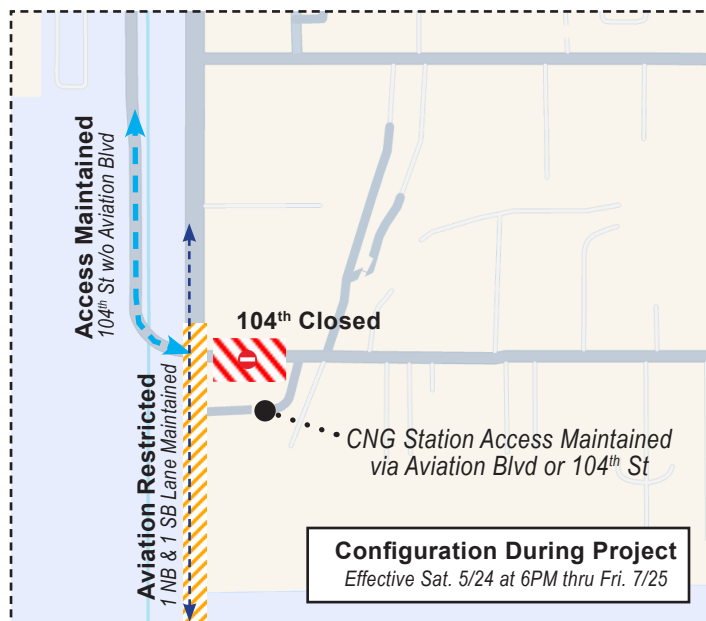 Access Maintained
104th St w/o Aviation Blvd
104th Closed
Aviation Restricted
1 NB & 1 SB Lane Maintained
CNG Station Access Maintained
via Aviation Blvd or 104th St
Configuration During Project
Effective Sat. 5/24 at 6PM thru Fri. 7/25